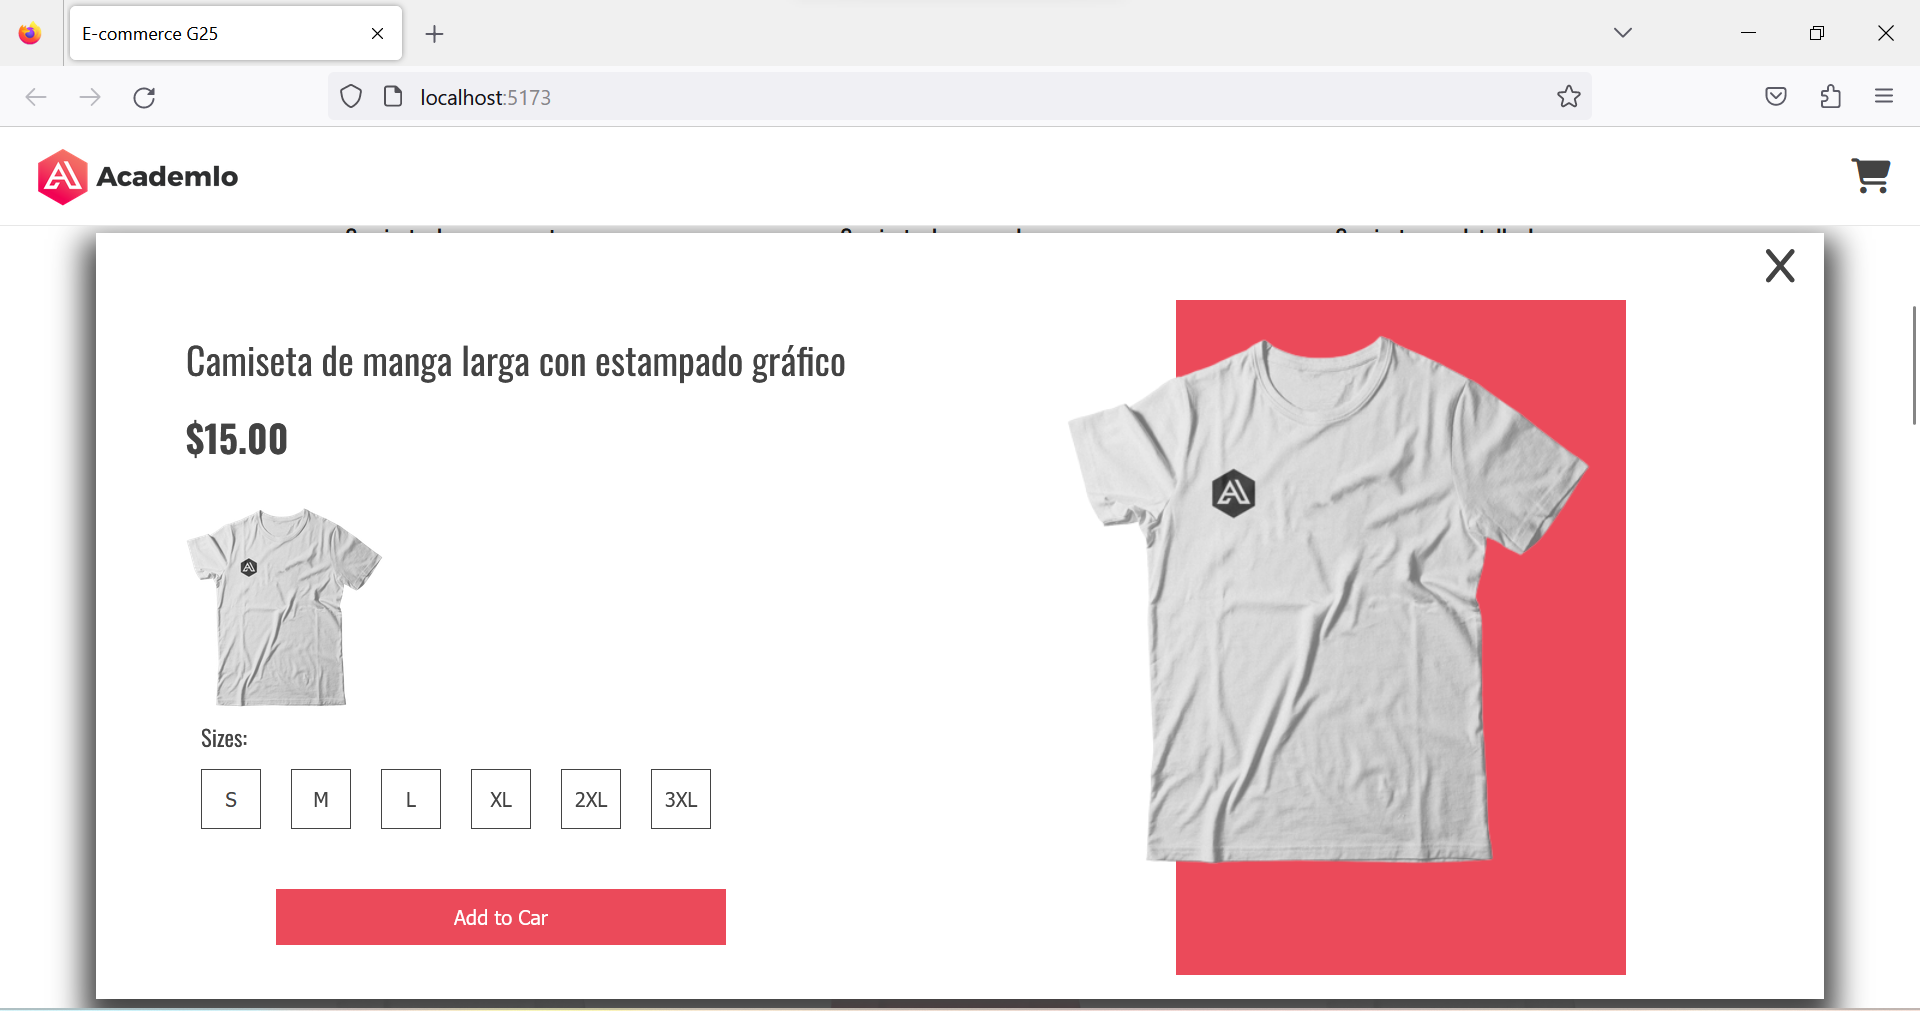 E-commerce G25
localhost:5173
Academlo
X
Camiseta de manga larga con estampado gráfico
$15.00
Sizes:
S M L XL 2XL 3XL
Add to Car